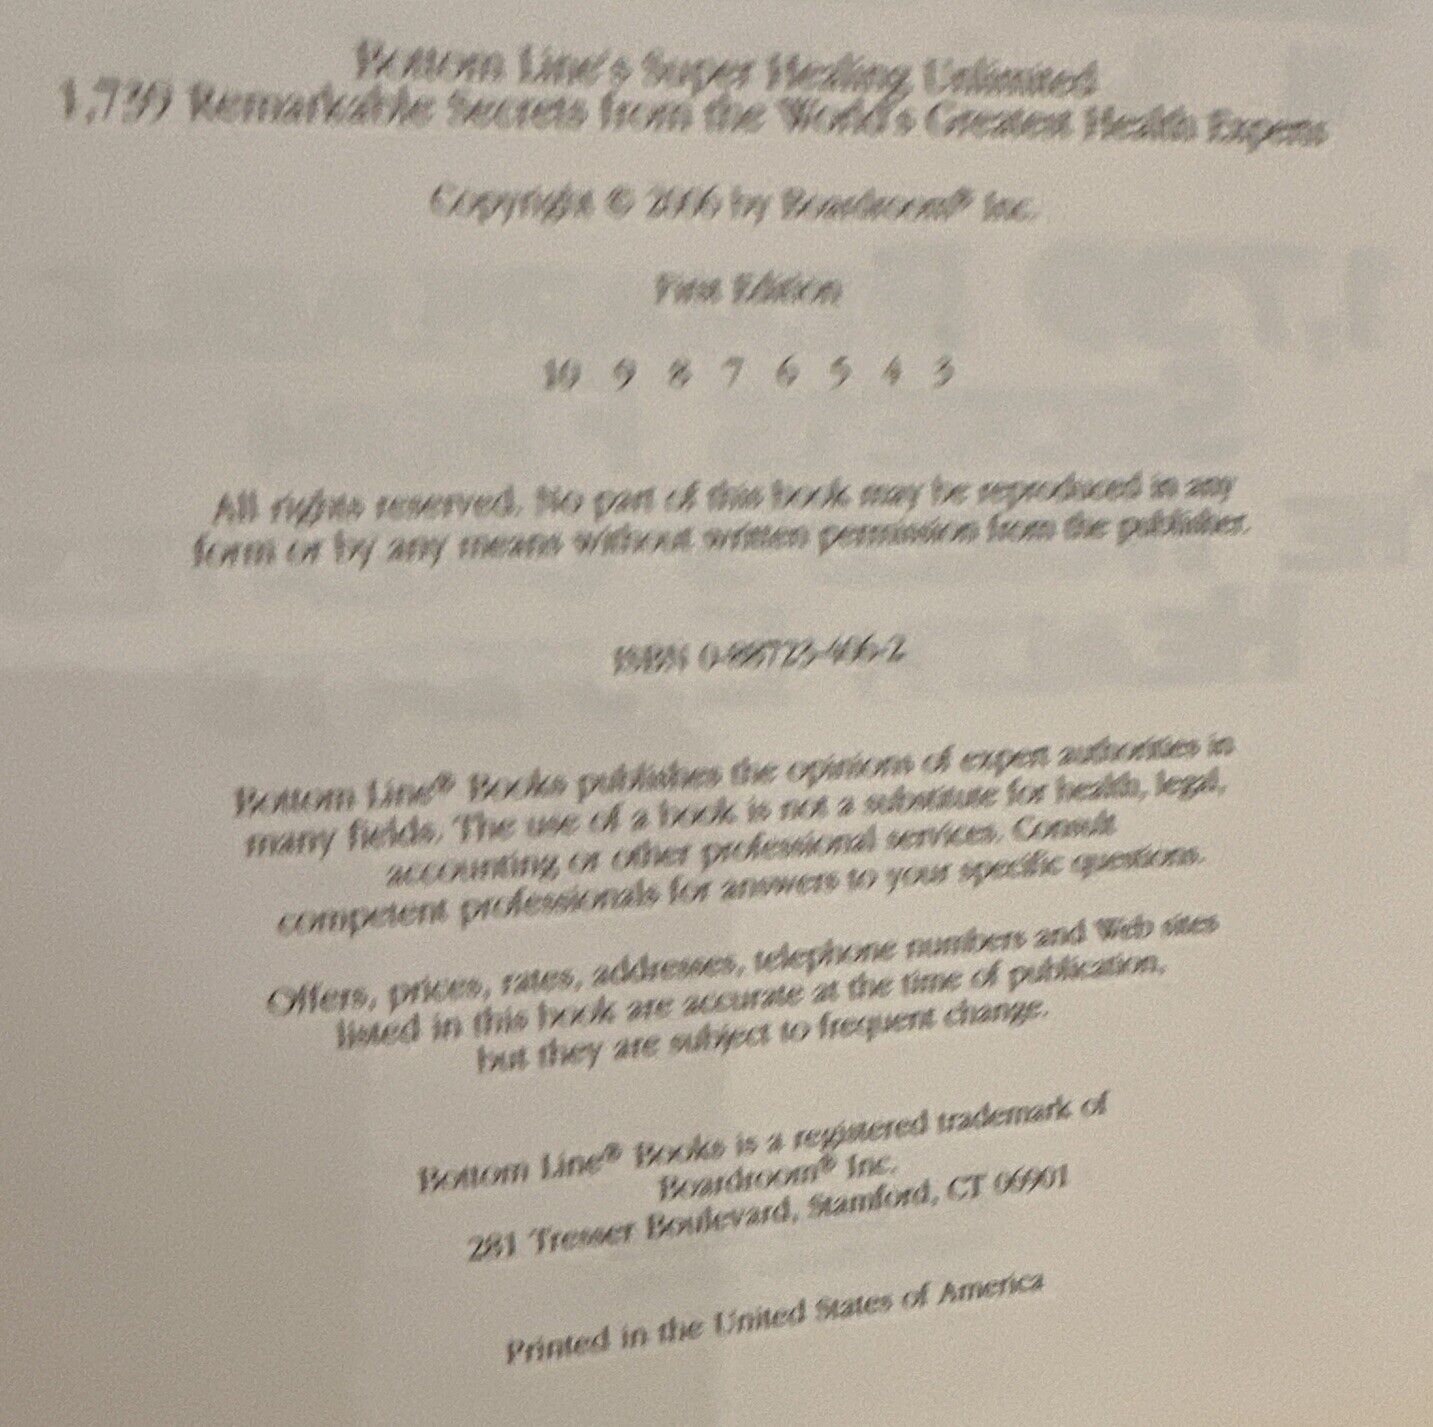 Bottom Line's Super Healing Unlimited
1,739 Remarkable Secrets from the World's Greatest Health Experts
Copyright © 2006 by Boardroom® Inc.
First Edition
10 9 8 7 6 5 4 3
All rights reserved. No part of this book may be reproduced in any
form or by any means without written permission from the publisher.
ISBN 0-88723-406-2
Bottom Line® Books publishes the opinions of expert authorities in
many fields. The use of a book is not a substitute for health, legal,
accounting or other professional services. Consult
competent professionals for answers to your specific questions.
Offers, prices, rates, addresses, telephone numbers and Web sites
listed in this book are accurate at the time of publication,
but they are subject to frequent change.
Bottom Line® Books is a registered trademark of
Boardroom® Inc.
281 Tresser Boulevard, Stamford, CT 06901
Printed in the United States of America